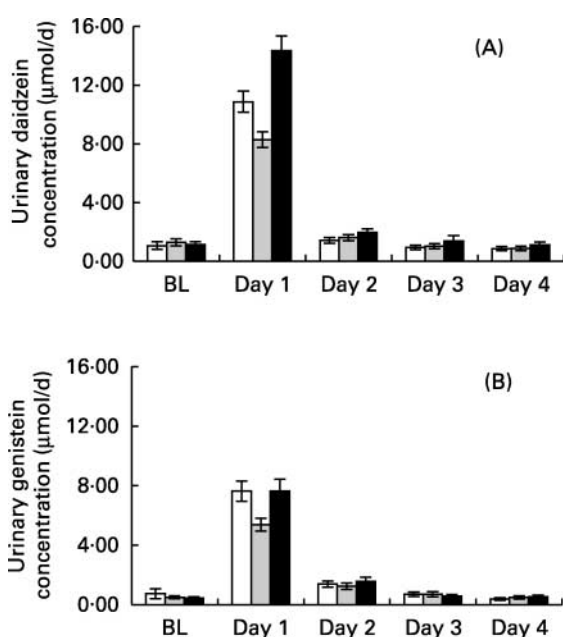 (A)
Urinary daidzein
concentration (μmol/d)
16·00
12·00
8·00
4·00
0·00
BL Day 1 Day 2 Day 3 Day 4
(B)
Urinary genistein
concentration (μmol/d)
16·00
12·00
8·00
4·00
0·00
BL Day 1 Day 2 Day 3 Day 4